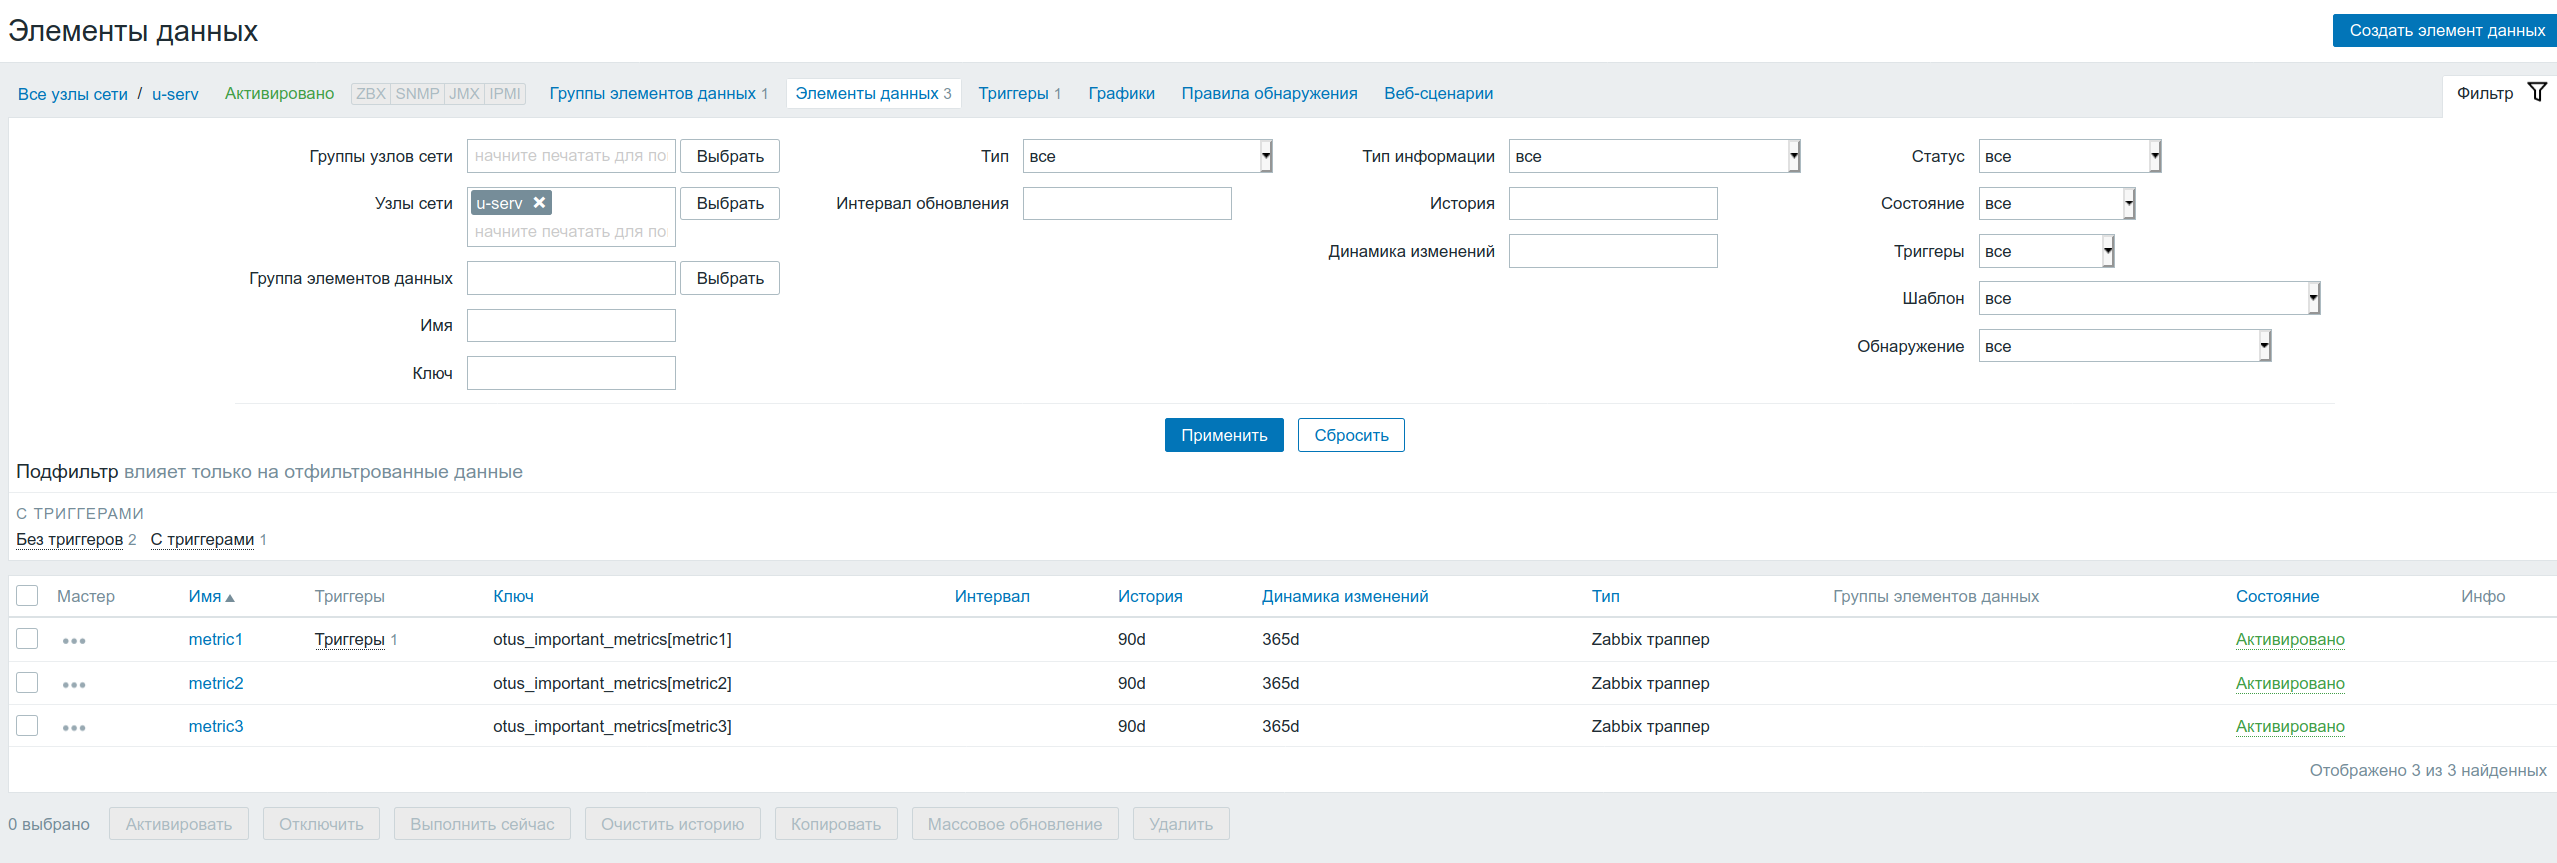 Элементы данных
Создать элемент данных
Все узлы сети / u-serv Активировано ZBX SNMP JMX IPMI Группы элементов данных 1 Элементы данных 3 Триггеры 1 Графики Правила обнаружения Веб-сценарии Фильтр
Группы узлов сети начните печатать для по Выбрать Тип все Тип информации все Статус все
Узлы сети u-serv Выбрать Интервал обновления История Состояние все
начните печатать для по
Динамика изменений Триггеры все
Группа элементов данных Выбрать
Шаблон все
Имя
Обнаружение все
Ключ
Применить Сбросить
Подфильтр влияет только на отфильтрованные данные
С ТРИГГЕРАМИ
Без триггеров 2 С триггерами 1
Мастер Имя Триггеры Ключ Интервал История Динамика изменений Тип Группы элементов данных Состояние Инфо
metric1 Триггеры 1 otus_important_metrics[metric1] 90d 365d Zabbix траппер Активировано
metric2 otus_important_metrics[metric2] 90d 365d Zabbix траппер Активировано
metric3 otus_important_metrics[metric3] 90d 365d Zabbix траппер Активировано
Отображено 3 из 3 найденных
0 выбрано Активировать Отключить Выполнить сейчас Очистить историю Копировать Массовое обновление Удалить